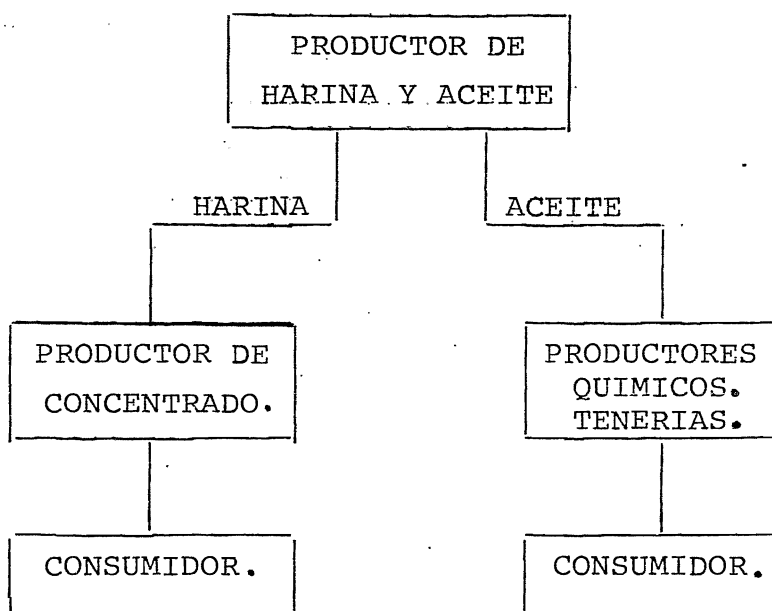 PRODUCTOR DE
HARINA Y ACEITE
HARINA
ACEITE
PRODUCTOR DE
CONCENTRADO.
PRODUCTORES
QUIMICOS.
TENERIAS.
CONSUMIDOR.
CONSUMIDOR.